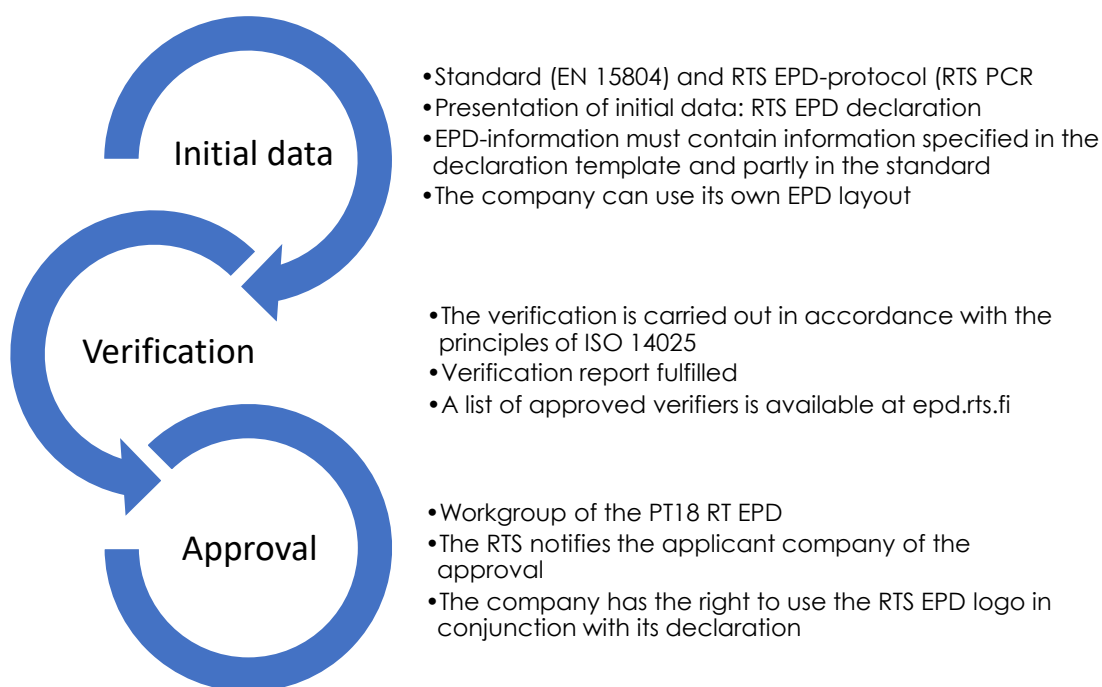 Initial data
•Standard (EN 15804) and RTS EPD-protocol (RTS PCR
•Presentation of initial data: RTS EPD declaration
•EPD-information must contain information specified in the
declaration template and partly in the standard
•The company can use its own EPD layout
Verification
•The verification is carried out in accordance with the
principles of ISO 14025
•Verification report fulfilled
•A list of approved verifiers is available at epd.rts.fi
Approval
•Workgroup of the PT18 RT EPD
•The RTS notifies the applicant company of the
approval
•The company has the right to use the RTS EPD logo in
conjunction with its declaration